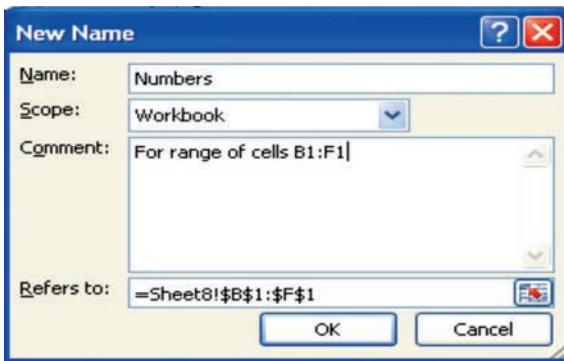 New Name
Name: Numbers
Scope: Workbook
Comment: For range of cells B1:F1
Refers to: =Sheet8!$B$1:$F$1
OK Cancel